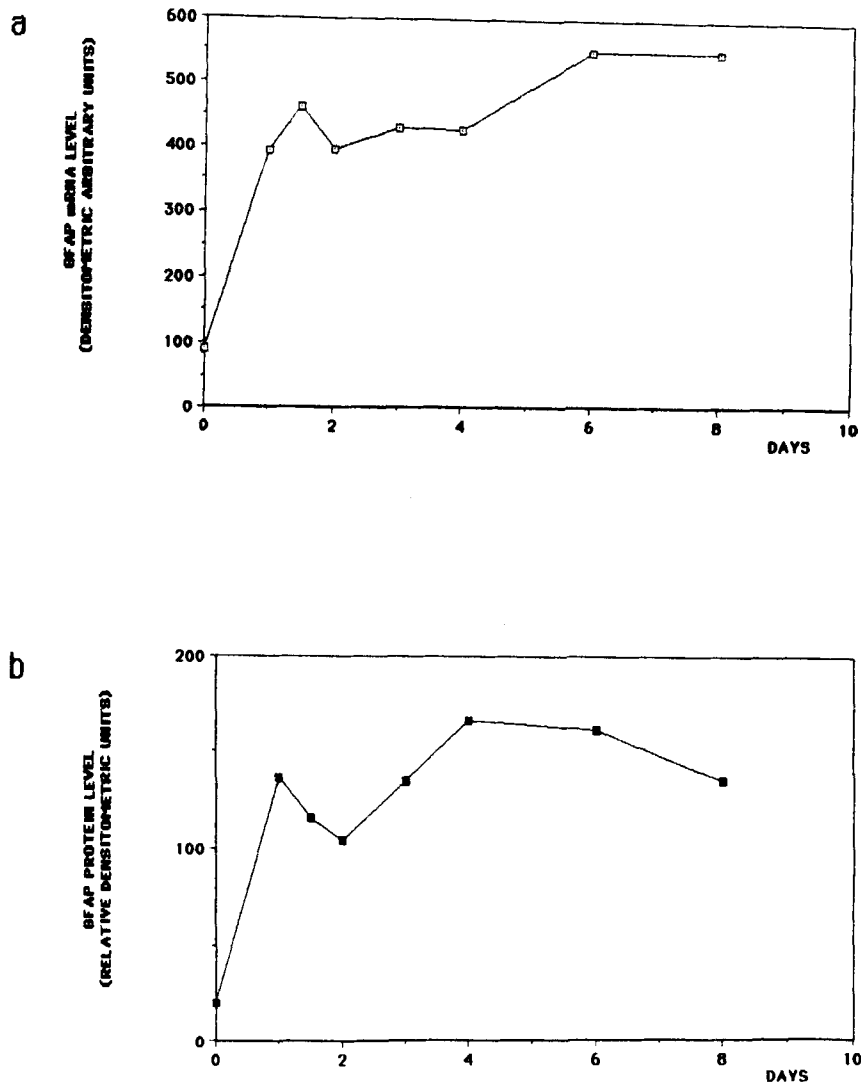 a
GFAP mRNA LEVEL
(DENSITOMETRIC ARBITRARY UNITS)
600
500
400
300
200
100
0
0 2 4 6 8 10
DAYS
b
GFAP PROTEIN LEVEL
(RELATIVE DENSITOMETRIC UNITS)
200
100
0
0 2 4 6 8 10
DAYS